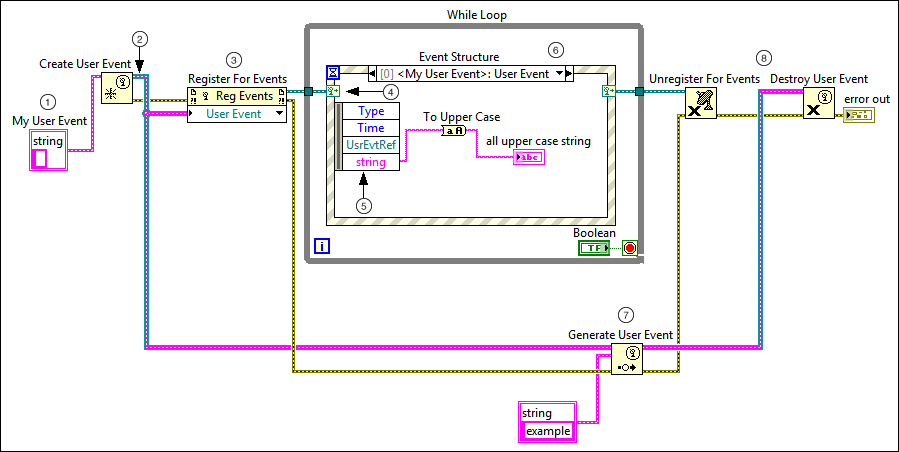 While Loop
2
3
Event Structure
6
8
Create User Event
Register For Events
[0] <My User Event>: User Event
Unregister For Events
Destroy User Event
1
Reg Events
4
error out
My User Event
User Event
Type
To Upper Case
string
Time
a A
all upper case string
UsrEvtRef
abc
string
5
Boolean
i
TF
7
Generate User Event
string
example